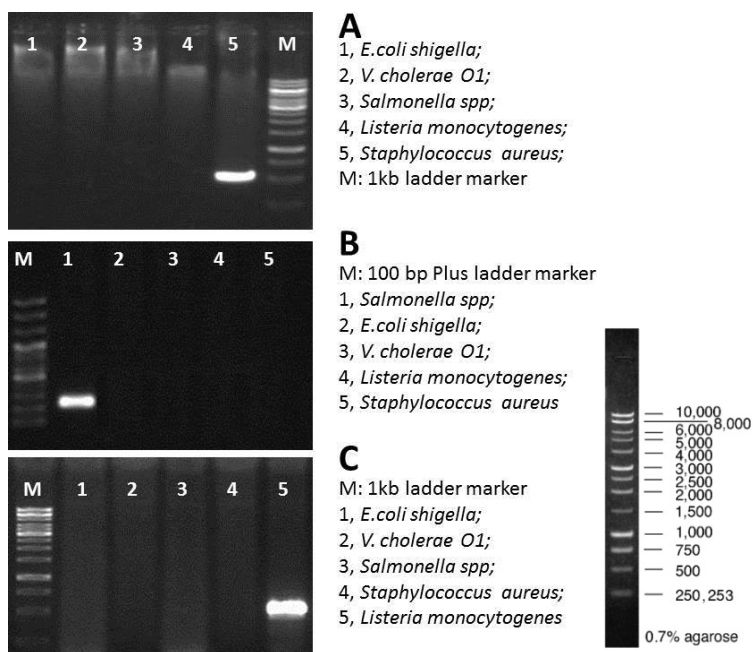 1 2 3 4 5 M
A
1, E.coli shigella;
2, V. cholerae O1;
3, Salmonella spp;
4, Listeria monocytogenes;
5, Staphylococcus aureus;
M: 1kb ladder marker
M 1 2 3 4 5
B
M: 100 bp Plus ladder marker
1, Salmonella spp;
2, E.coli shigella;
3, V. cholerae O1;
4, Listeria monocytogenes;
5, Staphylococcus aureus
M 1 2 3 4 5
C
M: 1kb ladder marker
1, E.coli shigella;
2, V. cholerae O1;
3, Salmonella spp;
4, Staphylococcus aureus;
5, Listeria monocytogenes
10,000
8,000
6,000
5,000
4,000
3,000
2,500
2,000
1,500
1,000
750
500
250,253
0.7% agarose